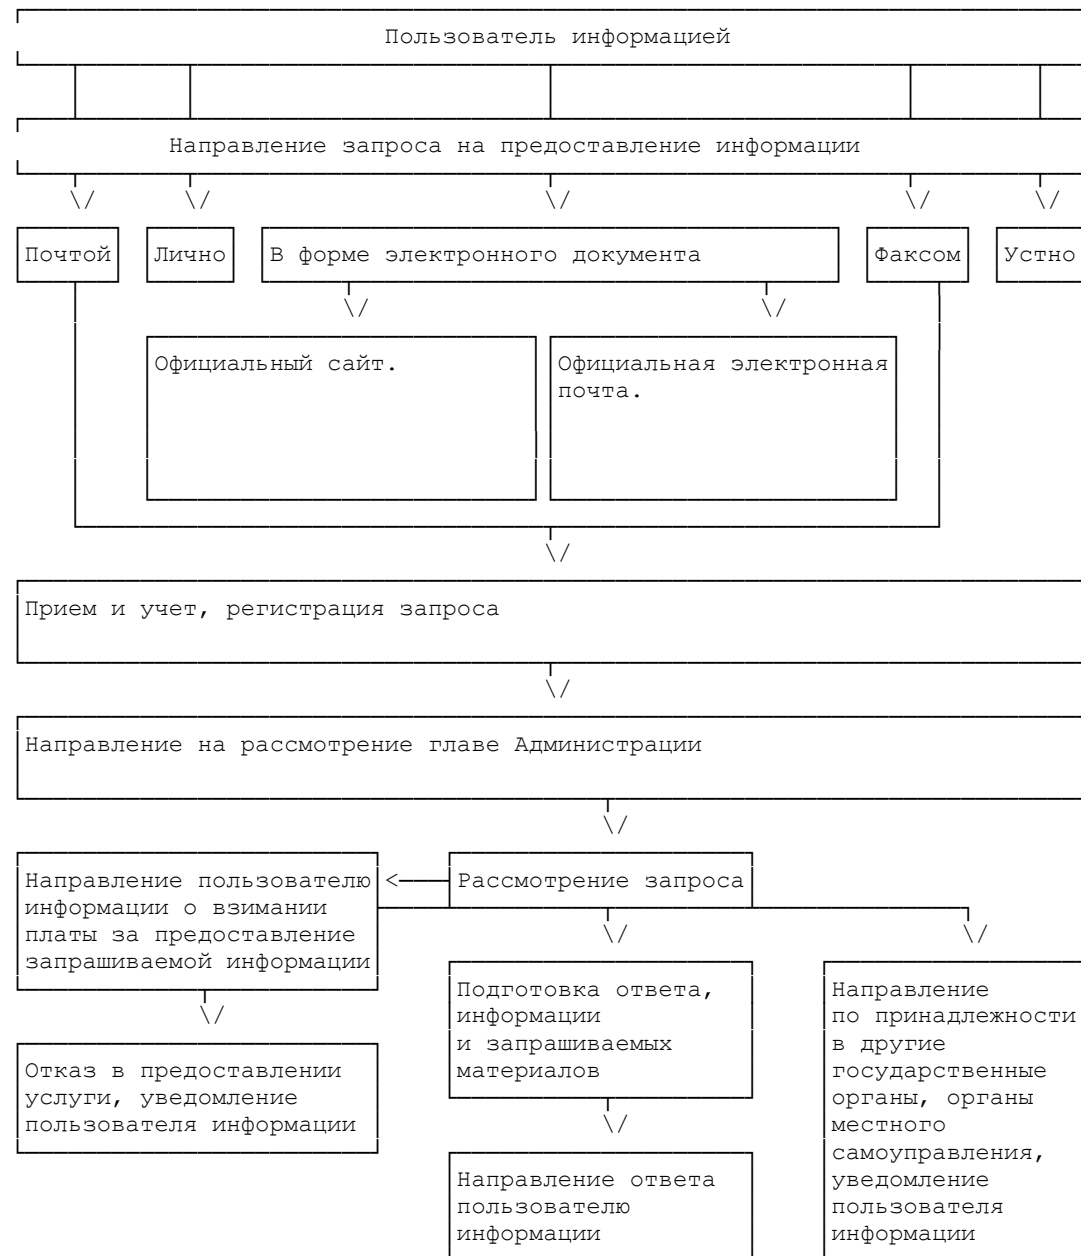 Пользователь информацией
Направление запроса на предоставление информации
Почтой Лично В форме электронного документа Факсом Устно
Официальный сайт.
Официальная электронная
почта.
Прием и учет, регистрация запроса
Направление на рассмотрение главе Администрации
Направление пользователю
информации о взимании
платы за предоставление
запрашиваемой информации
Рассмотрение запроса
Отказ в предоставлении
услуги, уведомление
пользователя информации
Подготовка ответа,
информации
и запрашиваемых
материалов
Направление ответа
пользователю
информации
Направление
по принадлежности
в другие
государственные
органы, органы
местного
самоуправления,
уведомление
пользователя
информации